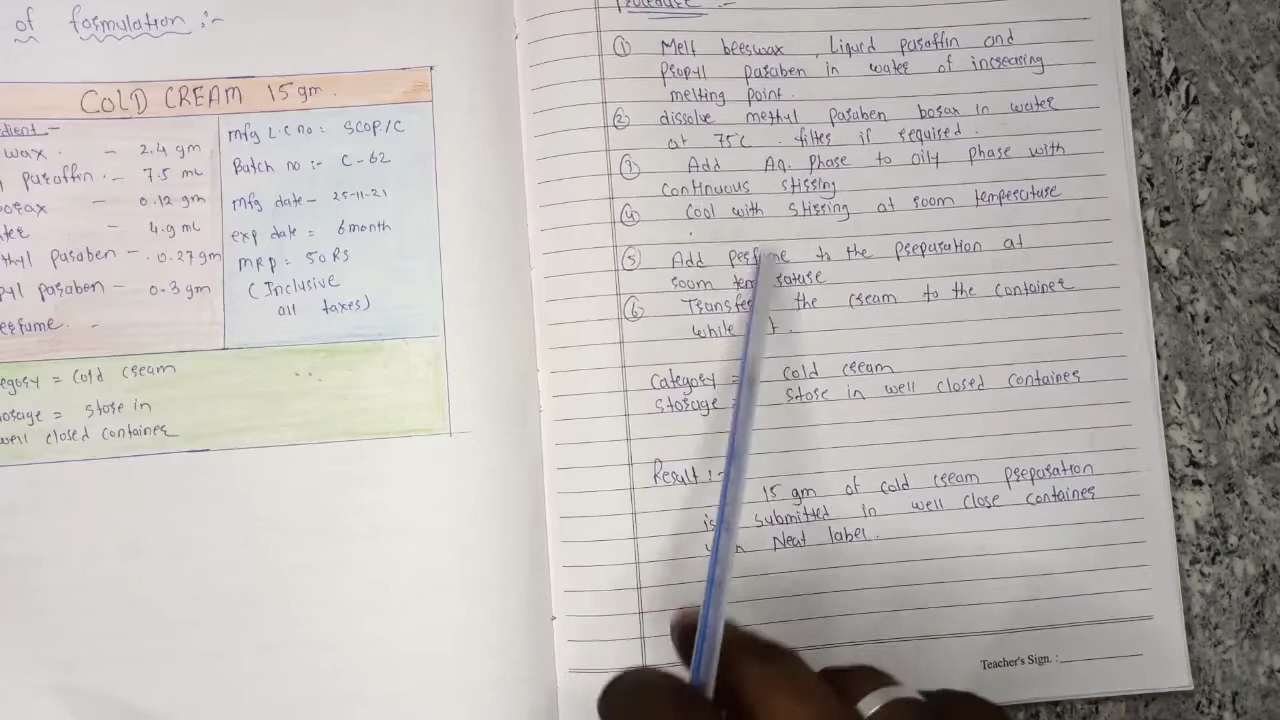 of formulation :-
COLD CREAM 15 gm.
dient -
wax. - 2.4 gm
paraffin. - 7.5 mL
borax - 0.12 gm
ter - 4.9 mL
thyl paraben - 0.27 gm
pyl paraben - 0.3 gm
erfume. -
mfg L.C no : SCOP/C
Batch no :- C-62
mfg date - 25-11-21
exp date = 6 month
MRP = 50 RS
( Inclusive
all taxes)
egory = cold cream
torage = store in
well closed container
Procedure :-
① Melt beeswax, Liquid paraffin and
Propyl paraben in water of increasing
melting point.
② dissolve methyl paraben borax in water
at 75°C . filter if required.
③ Add Aq. Phase to oily phase with
continuous stirring
④ Cool with stirring at room temperature
⑤ Add perfume to the preparation at
room temperature
⑥ Transfer the cream to the container
while
Category = cold cream
Storage = store in well closed container
Result :-
15 gm of cold cream preparation
is submitted in well close container
Neat label.
Teacher's Sign. :